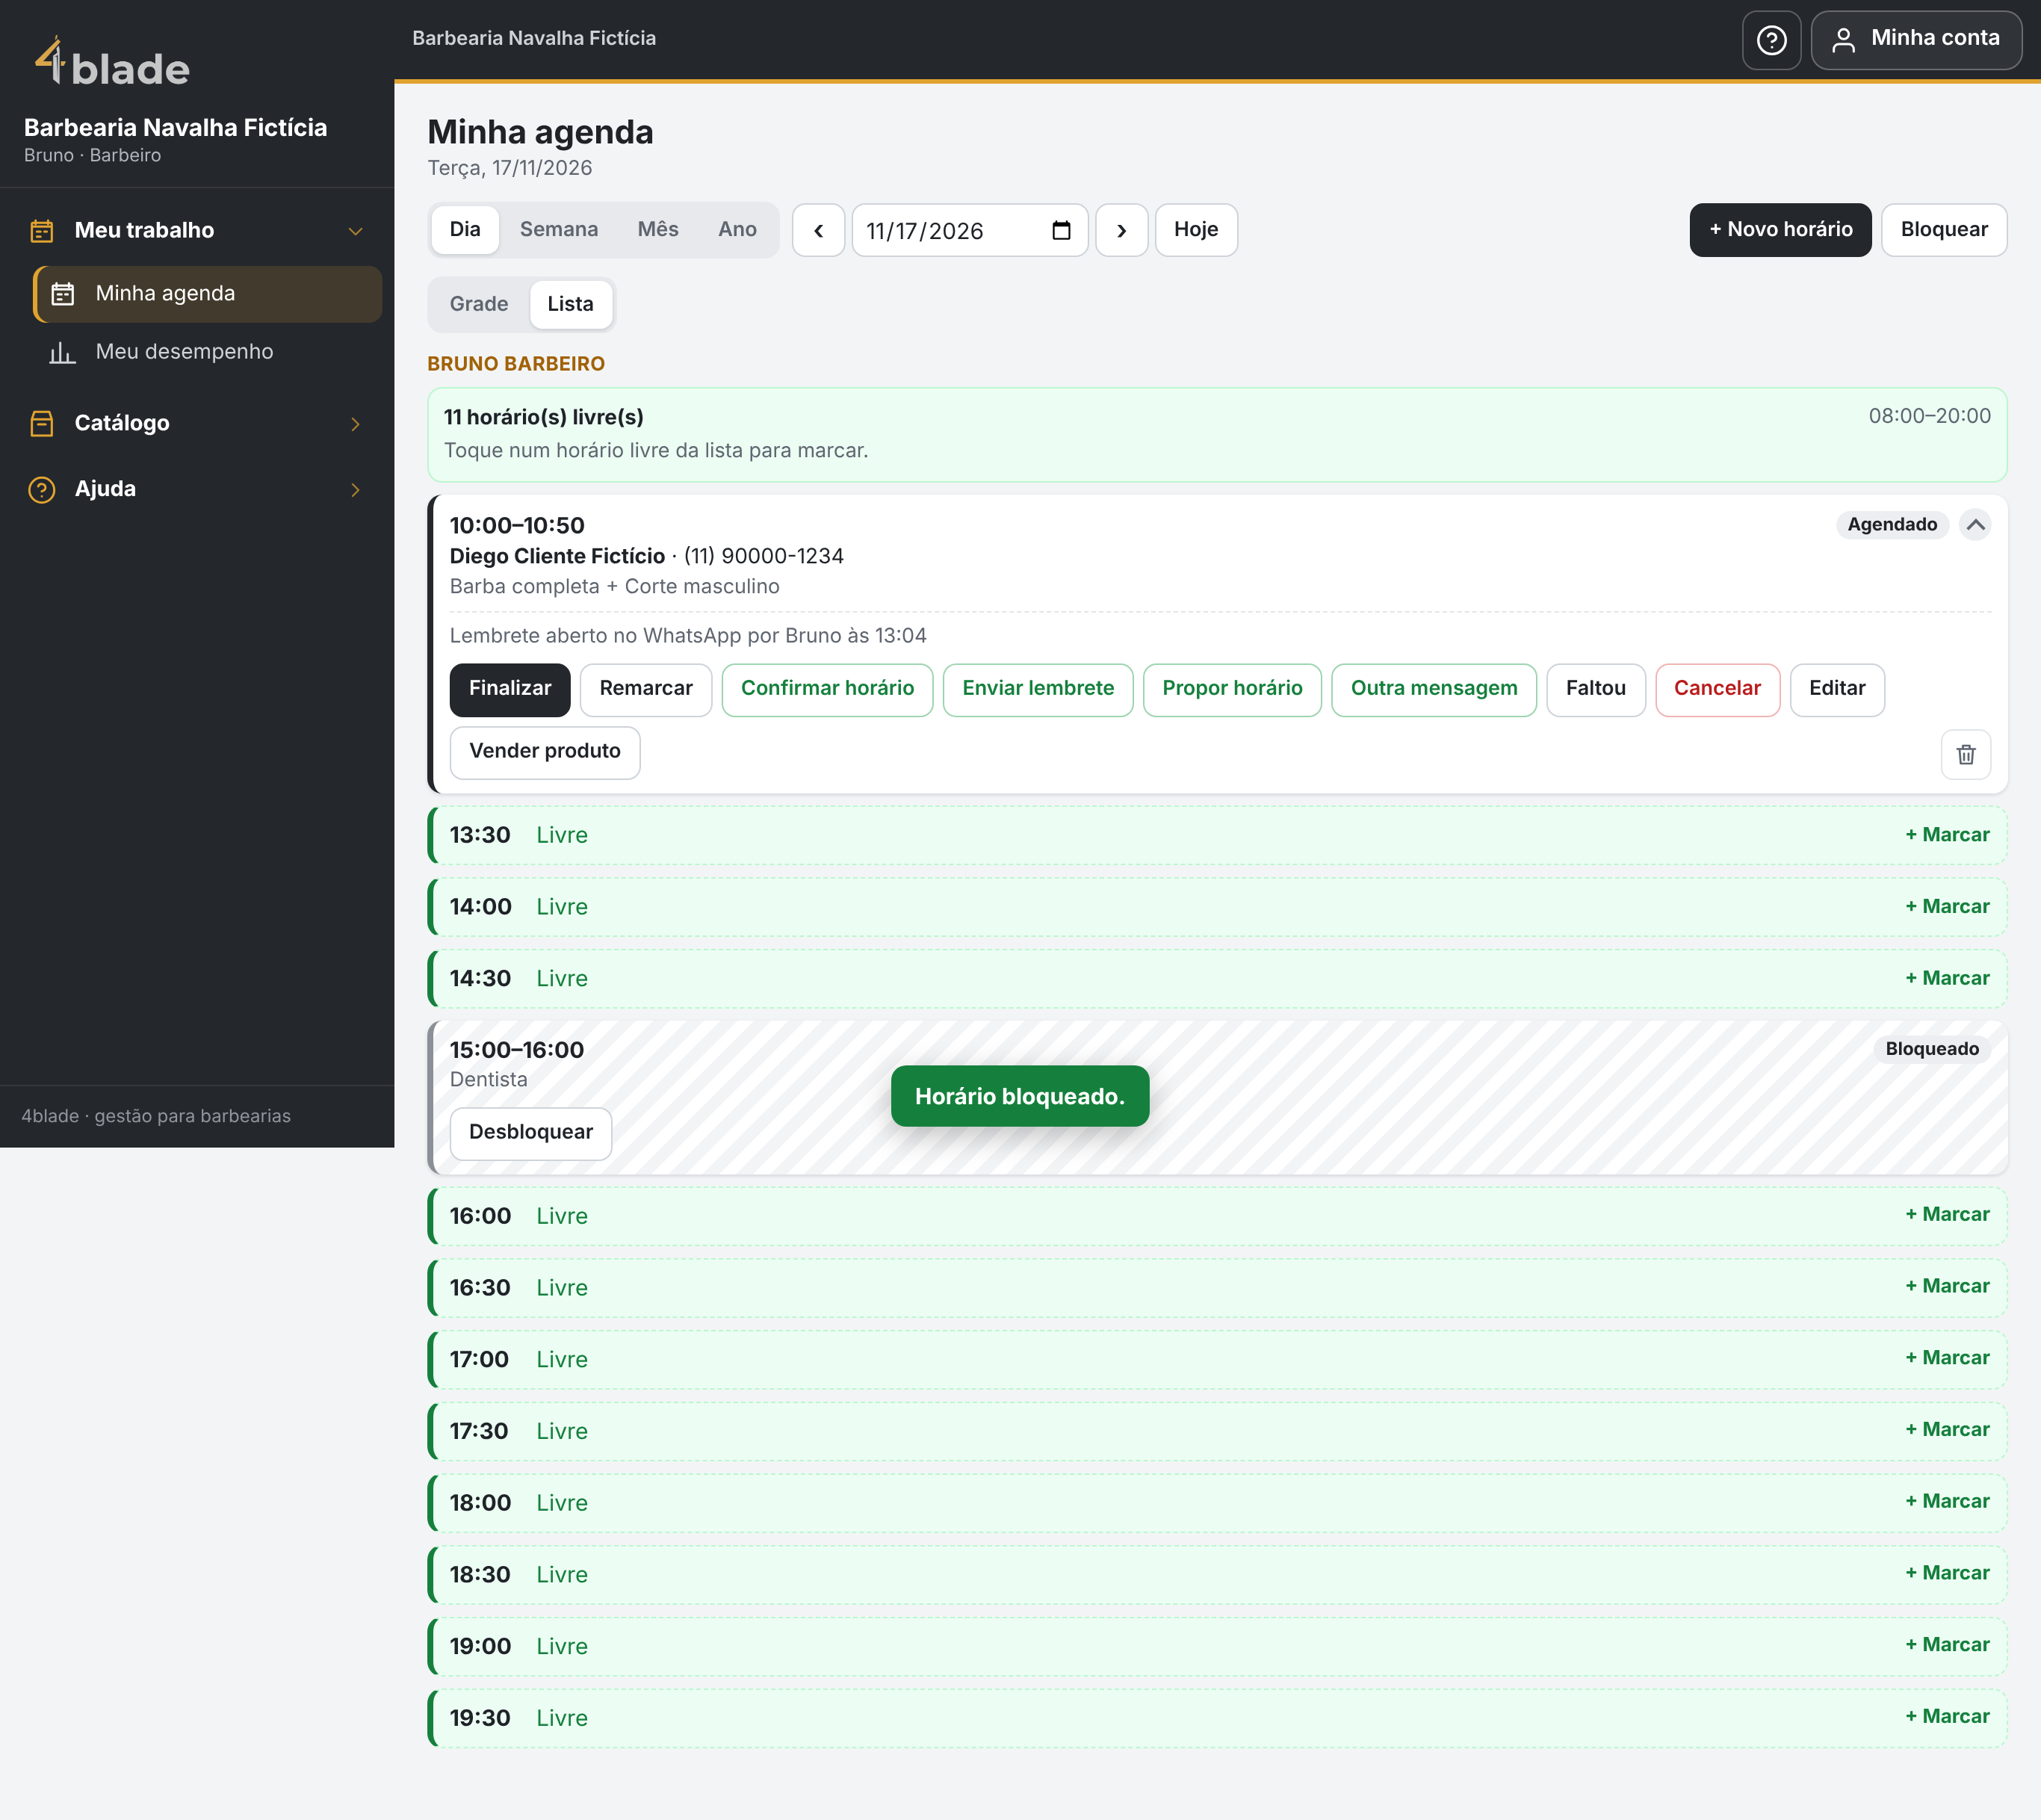 4blade
Barbearia Navalha Fictícia
Bruno · Barbeiro
Meu trabalho
Minha agenda
Meu desempenho
Catálogo
Ajuda
4blade · gestão para barbearias
Barbearia Navalha Fictícia
Minha conta
Minha agenda
Terça, 17/11/2026
Dia Semana Mês Ano ‹ 11/17/2026 › Hoje + Novo horário Bloquear
Grade Lista
BRUNO BARBEIRO
11 horário(s) livre(s) 08:00–20:00
Toque num horário livre da lista para marcar.
10:00–10:50 Agendado
Diego Cliente Fictício · (11) 90000-1234
Barba completa + Corte masculino
Lembrete aberto no WhatsApp por Bruno às 13:04
Finalizar Remarcar Confirmar horário Enviar lembrete Propor horário Outra mensagem Faltou Cancelar Editar
Vender produto
13:30 Livre + Marcar
14:00 Livre + Marcar
14:30 Livre + Marcar
15:00–16:00 Bloqueado
Dentista
Horário bloqueado.
Desbloquear
16:00 Livre + Marcar
16:30 Livre + Marcar
17:00 Livre + Marcar
17:30 Livre + Marcar
18:00 Livre + Marcar
18:30 Livre + Marcar
19:00 Livre + Marcar
19:30 Livre + Marcar